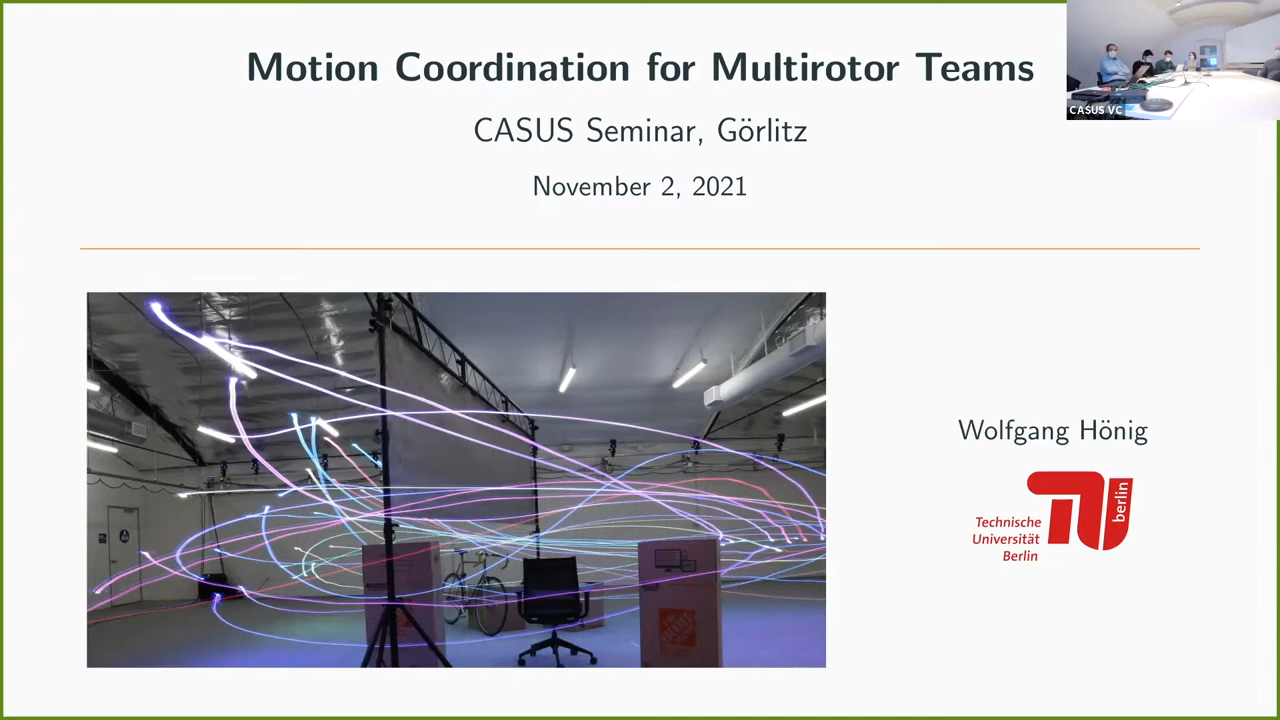 Motion Coordination for Multirotor Teams
CASUS Seminar, Görlitz
November 2, 2021
CASUS VC
Wolfgang Hönig
Technische
Universität
Berlin
berlin